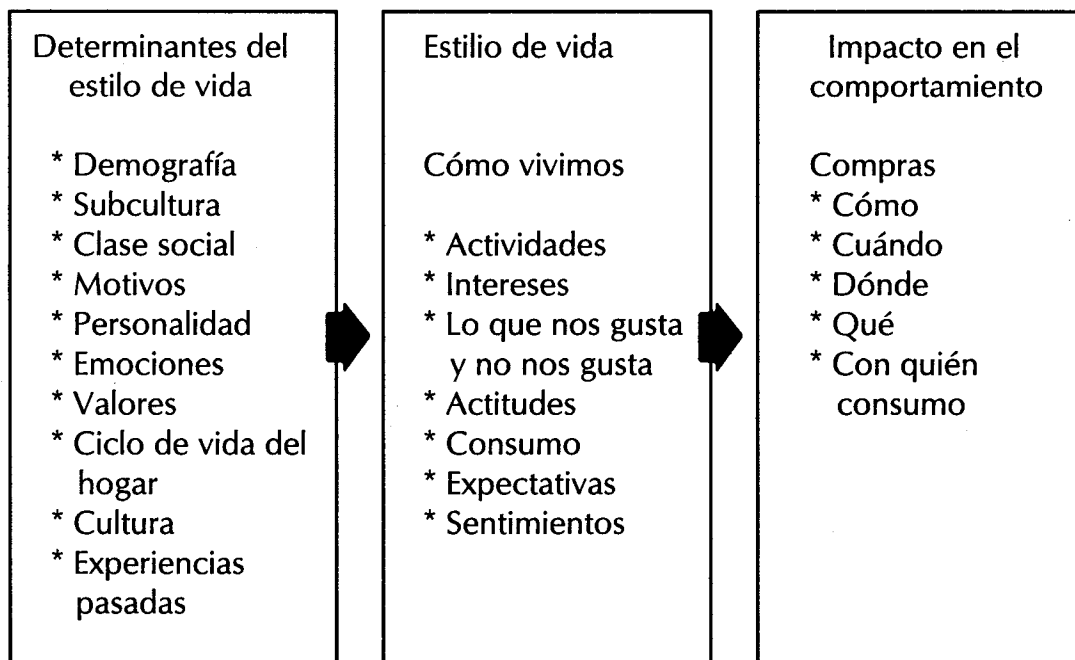 Determinantes del
estilo de vida
* Demografía
* Subcultura
* Clase social
* Motivos
* Personalidad
* Emociones
* Valores
* Ciclo de vida del
hogar
* Cultura
* Experiencias
pasadas
Estilio de vida
Cómo vivimos
* Actividades
* Intereses
* Lo que nos gusta
y no nos gusta
* Actitudes
* Consumo
* Expectativas
* Sentimientos
Impacto en el
comportamiento
Compras
* Cómo
* Cuándo
* Dónde
* Qué
* Con quién
consumo